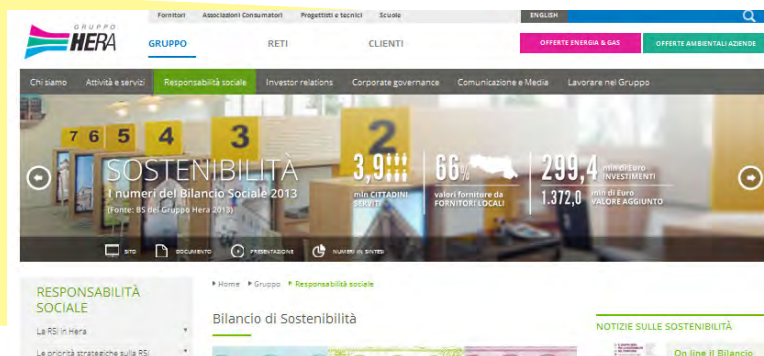 Fornitori Associazioni Consumatori Progettisti e tecnici Scuole ENGLISH
GRUPPO
HERA
GRUPPO RETI CLIENTI
OFFERTE ENERGIA & GAS OFFERTE AMBIENTALI AZIENDE
Chi siamo Attività e servizi Responsabilità sociale Investor relations Corporate governance Comunicazione e Media Lavorare nel Gruppo
7 6 5 4 3 2
SOSTENIBILITÀ
I numeri del Bilancio Sociale 2013
(Fonte: BS del Gruppo Hera 2013)
3,9
mln CITTADINI
SERVITI
66%
valori forniture da
FORNITORI LOCALI
299,4 mln di Euro
INVESTIMENTI
1.372,0 mln di Euro
VALORE AGGIUNTO
SITO DOCUMENTO PRESENTAZIONE NUMERI IN SINTESI
RESPONSABILITÀ
SOCIALE
La RSI in Hera
Le priorità strategiche sulla RSI
Home Gruppo Responsabilità sociale
Bilancio di Sostenibilità
NOTIZIE SULLE SOSTENIBILITÀ
On line il Bilancio